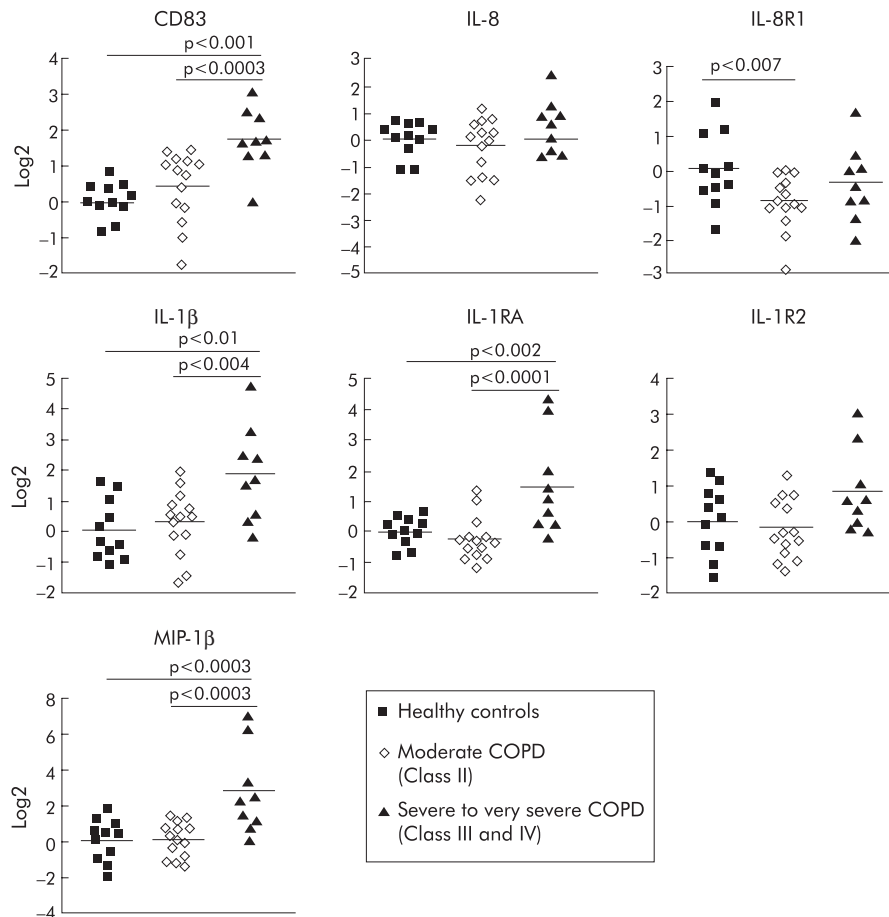 CD83
p<0.001
p<0.0003
Log2
4
3
2
1
0
–1
–2
IL-8
3
2
1
0
–1
–2
–3
–4
–5
IL-8R1
p<0.007
3
2
1
0
–1
–2
–3
IL-1β
p<0.01
p<0.004
Log2
5
4
3
2
1
0
–1
–2
IL-1RA
p<0.002
p<0.0001
5
4
3
2
1
0
–1
–2
IL-1R2
4
3
2
1
0
–1
–2
MIP-1β
p<0.0003
p<0.0003
Log2
8
6
4
2
0
–2
–4
Healthy controls
Moderate COPD
(Class II)
Severe to very severe COPD
(Class III and IV)